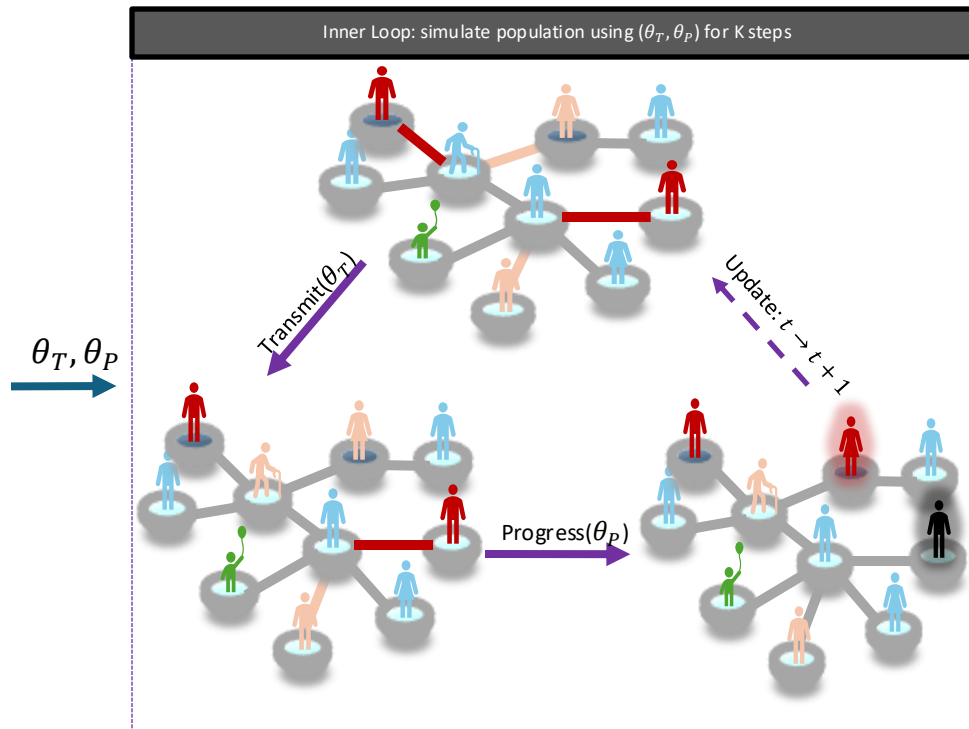 Inner Loop: simulate population using (θ_T, θ_P) for K steps
Transmit(θ_T)
Update: t → t + 1
θ_T, θ_P
Progress(θ_P)